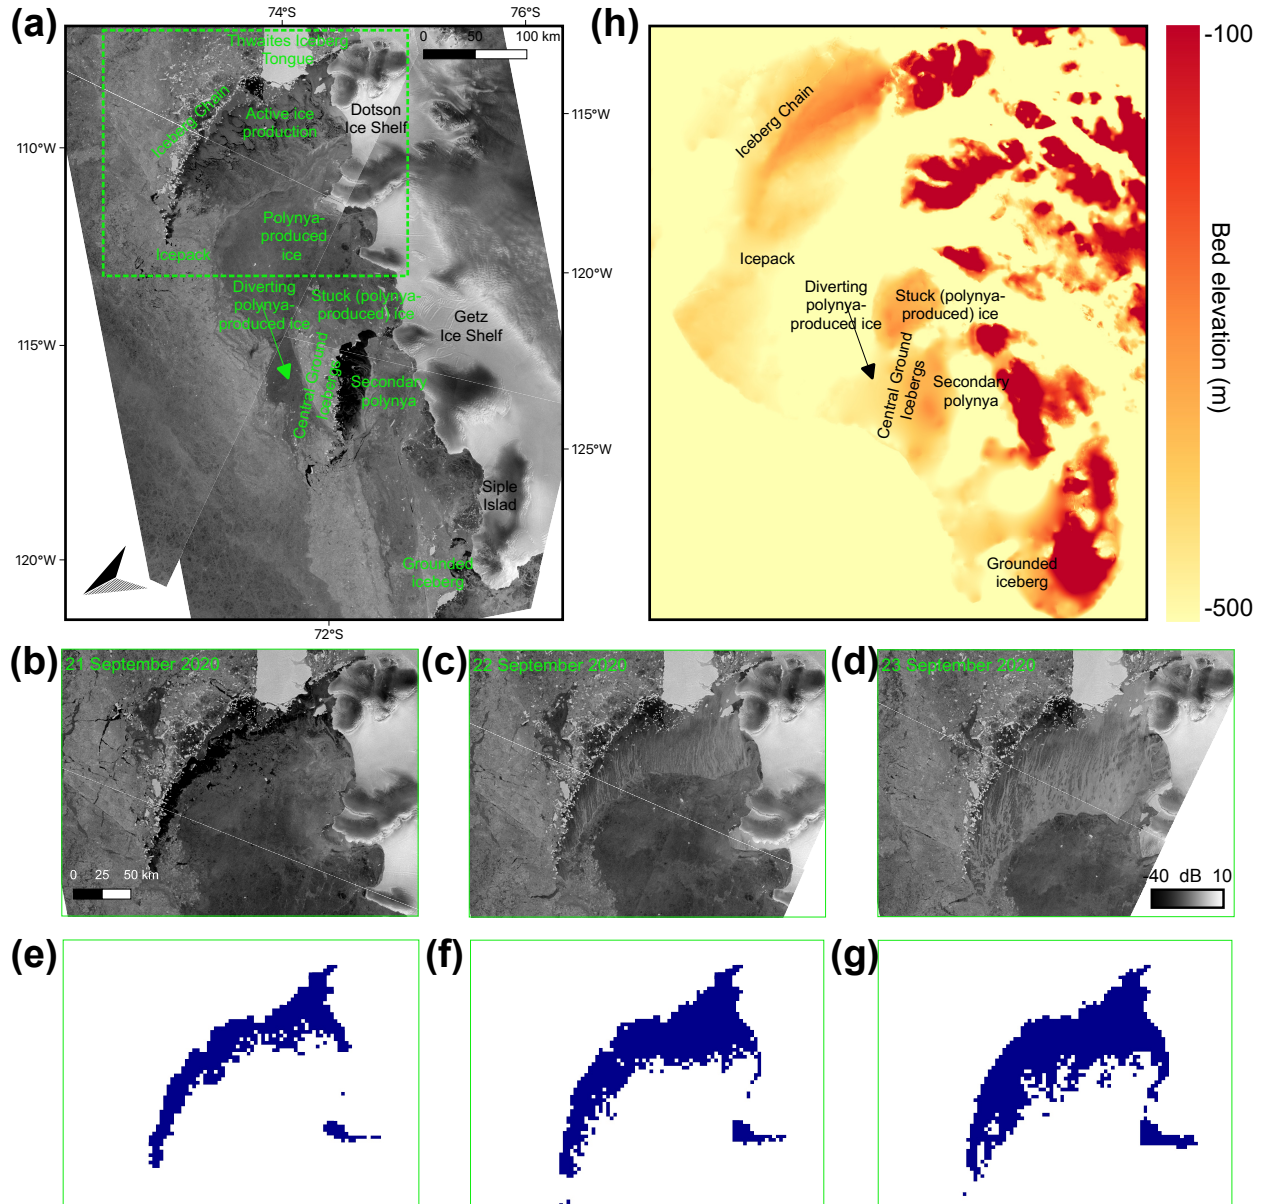 (a)
74°S
76°S
Thwaites Iceberg
Tongue
0 50 100 km
Iceberg Chain
Active ice
production
Dotson
Ice Shelf
115°W
110°W
Polynya-
produced
ice
Icepack
120°W
Diverting
polynya-
produced ice
Stuck (polynya-
produced) ice
Getz
Ice Shelf
115°W
Central Ground
Icebergs
Secondary
polynya
125°W
Siple
Islad
120°W
Grounded
iceberg
72°S
(h)
Iceberg Chain
Icepack
Diverting
polynya-
produced ice
Stuck (polynya-
produced) ice
Central Ground
Icebergs
Secondary
polynya
Grounded
iceberg
-100
Bed elevation (m)
-500
(b)
21 September 2020
0 25 50 km
(c)
22 September 2020
(d)
23 September 2020
-40 dB 10
(e)
(f)
(g)